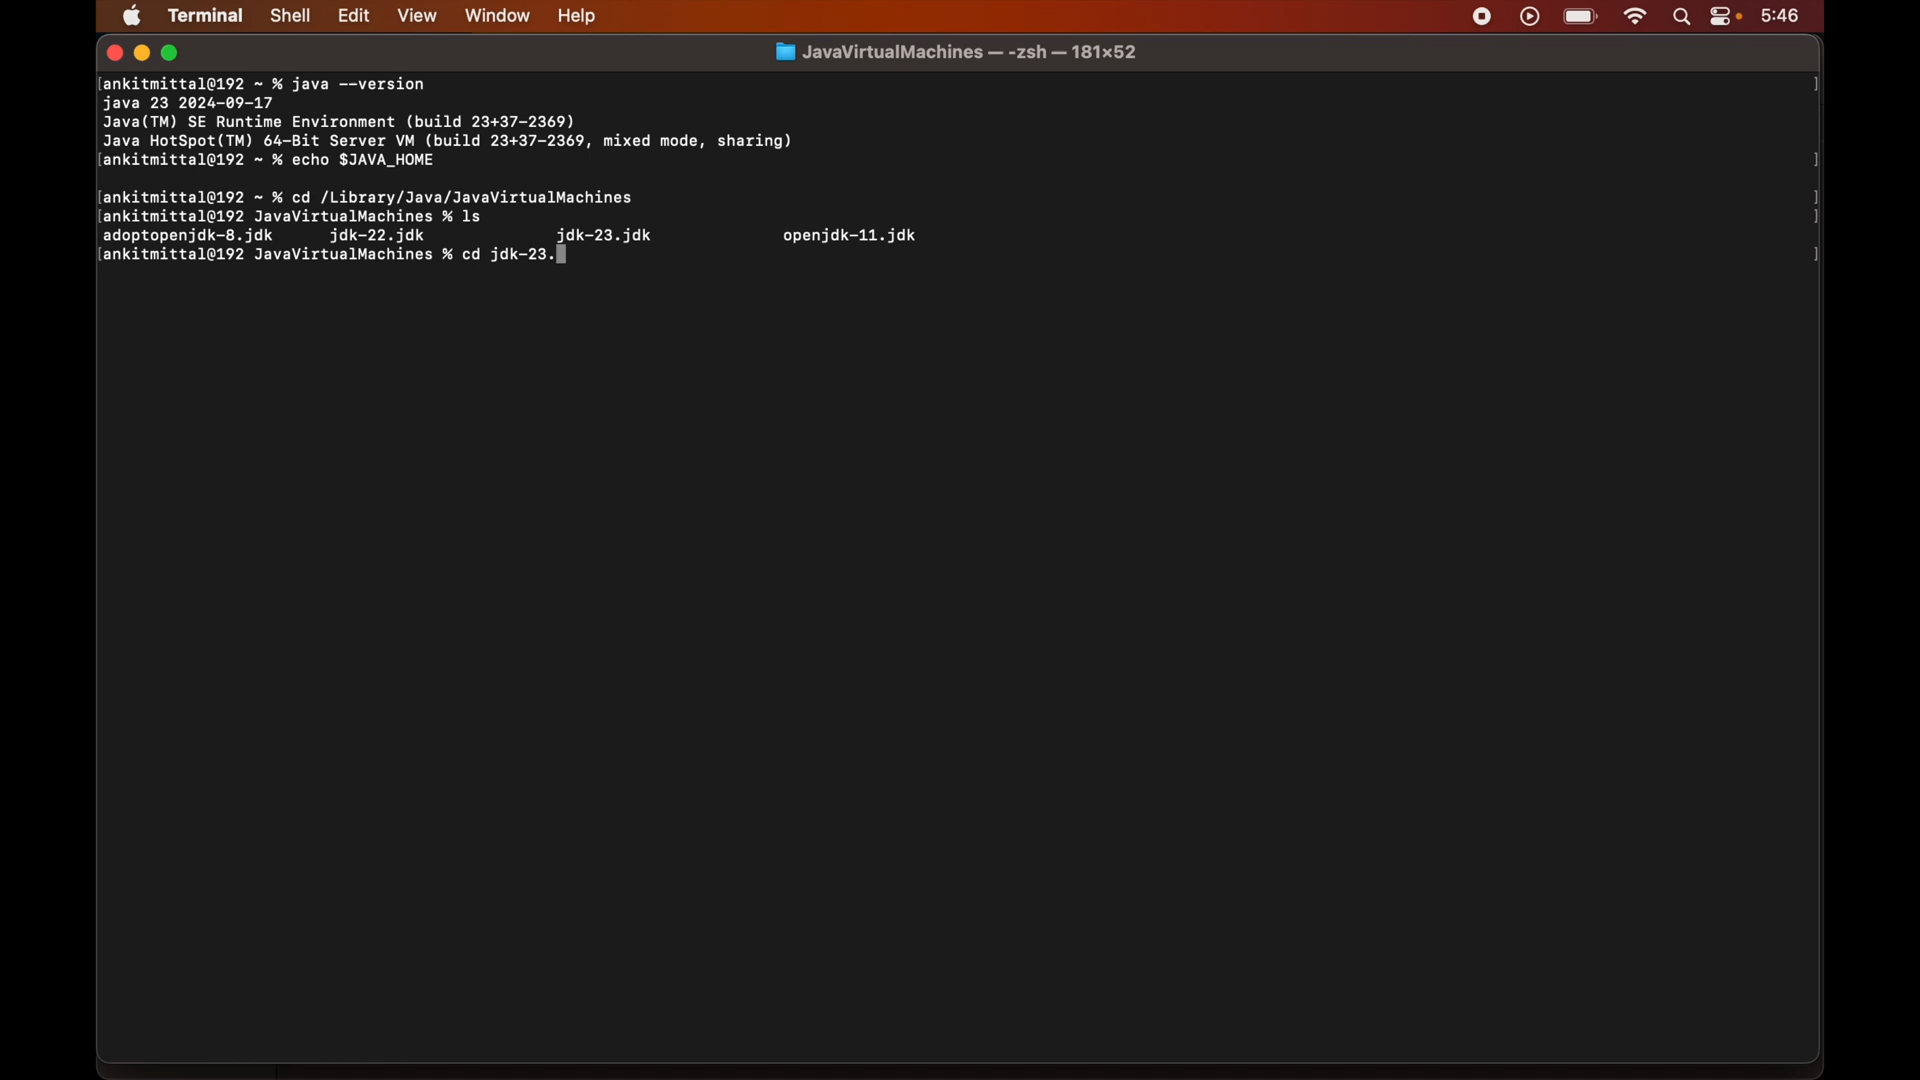 Terminal Shell Edit View Window Help 5:46
JavaVirtualMachines — -zsh — 181×52
[ankitmittal@192 ~ % java --version ]
java 23 2024-09-17
Java(TM) SE Runtime Environment (build 23+37-2369)
Java HotSpot(TM) 64-Bit Server VM (build 23+37-2369, mixed mode, sharing)
[ankitmittal@192 ~ % echo $JAVA_HOME ]
[ankitmittal@192 ~ % cd /Library/Java/JavaVirtualMachines ]
[ankitmittal@192 JavaVirtualMachines % ls ]
adoptopenjdk-8.jdk jdk-22.jdk jdk-23.jdk openjdk-11.jdk
[ankitmittal@192 JavaVirtualMachines % cd jdk-23. ]